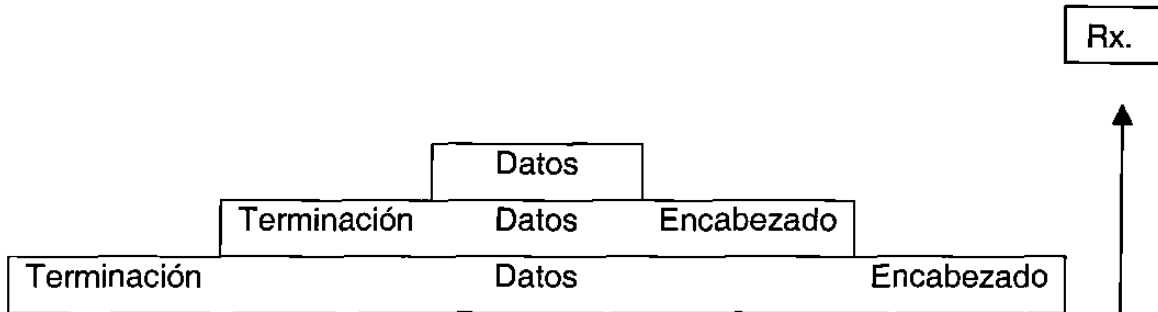 Rx.
Datos
Terminación Datos Encabezado
Terminación Datos Encabezado